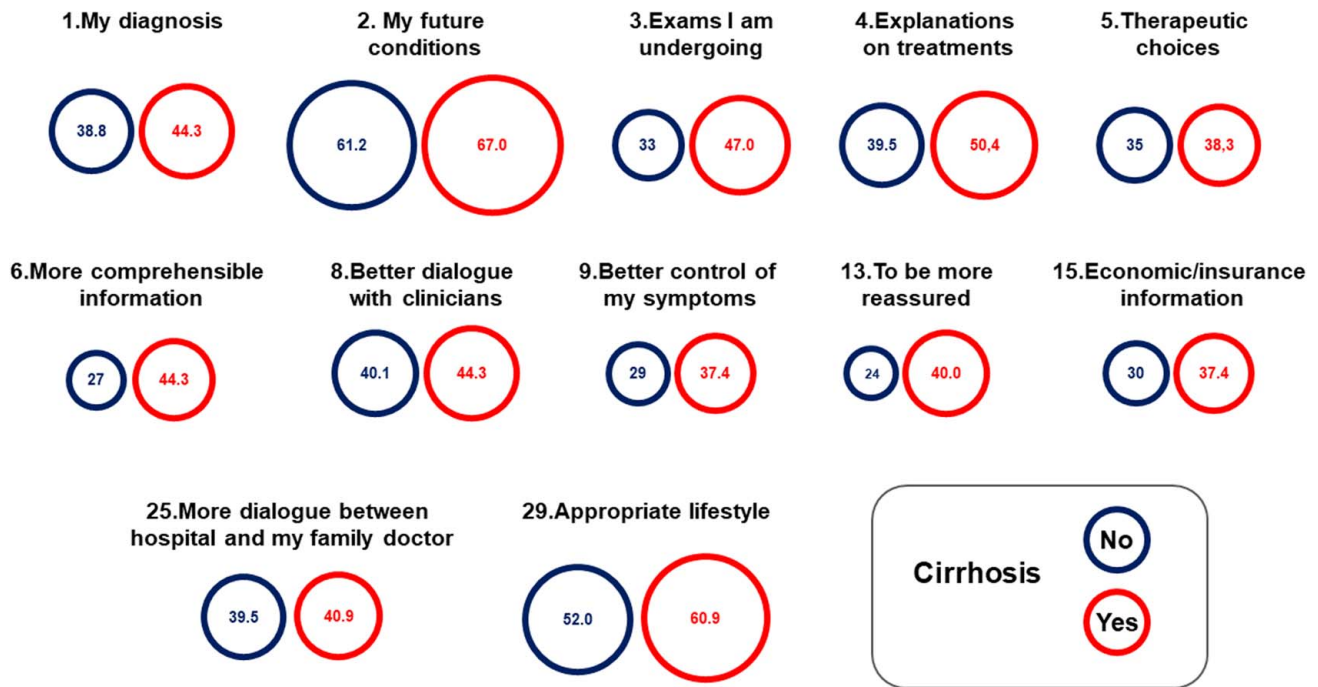 1.My diagnosis
2. My future
conditions
3.Exams I am
undergoing
4.Explanations
on treatments
5.Therapeutic
choices
38.8
44.3
61.2
67.0
33
47.0
39.5
50,4
35
38,3
6.More comprehensible
information
8.Better dialogue
with clinicians
9.Better control of
my symptoms
13.To be more
reassured
15.Economic/insurance
information
27
44.3
40.1
44.3
29
37.4
24
40.0
30
37.4
25.More dialogue between
hospital and my family doctor
29.Appropriate lifestyle
39.5
40.9
52.0
60.9
Cirrhosis
No
Yes